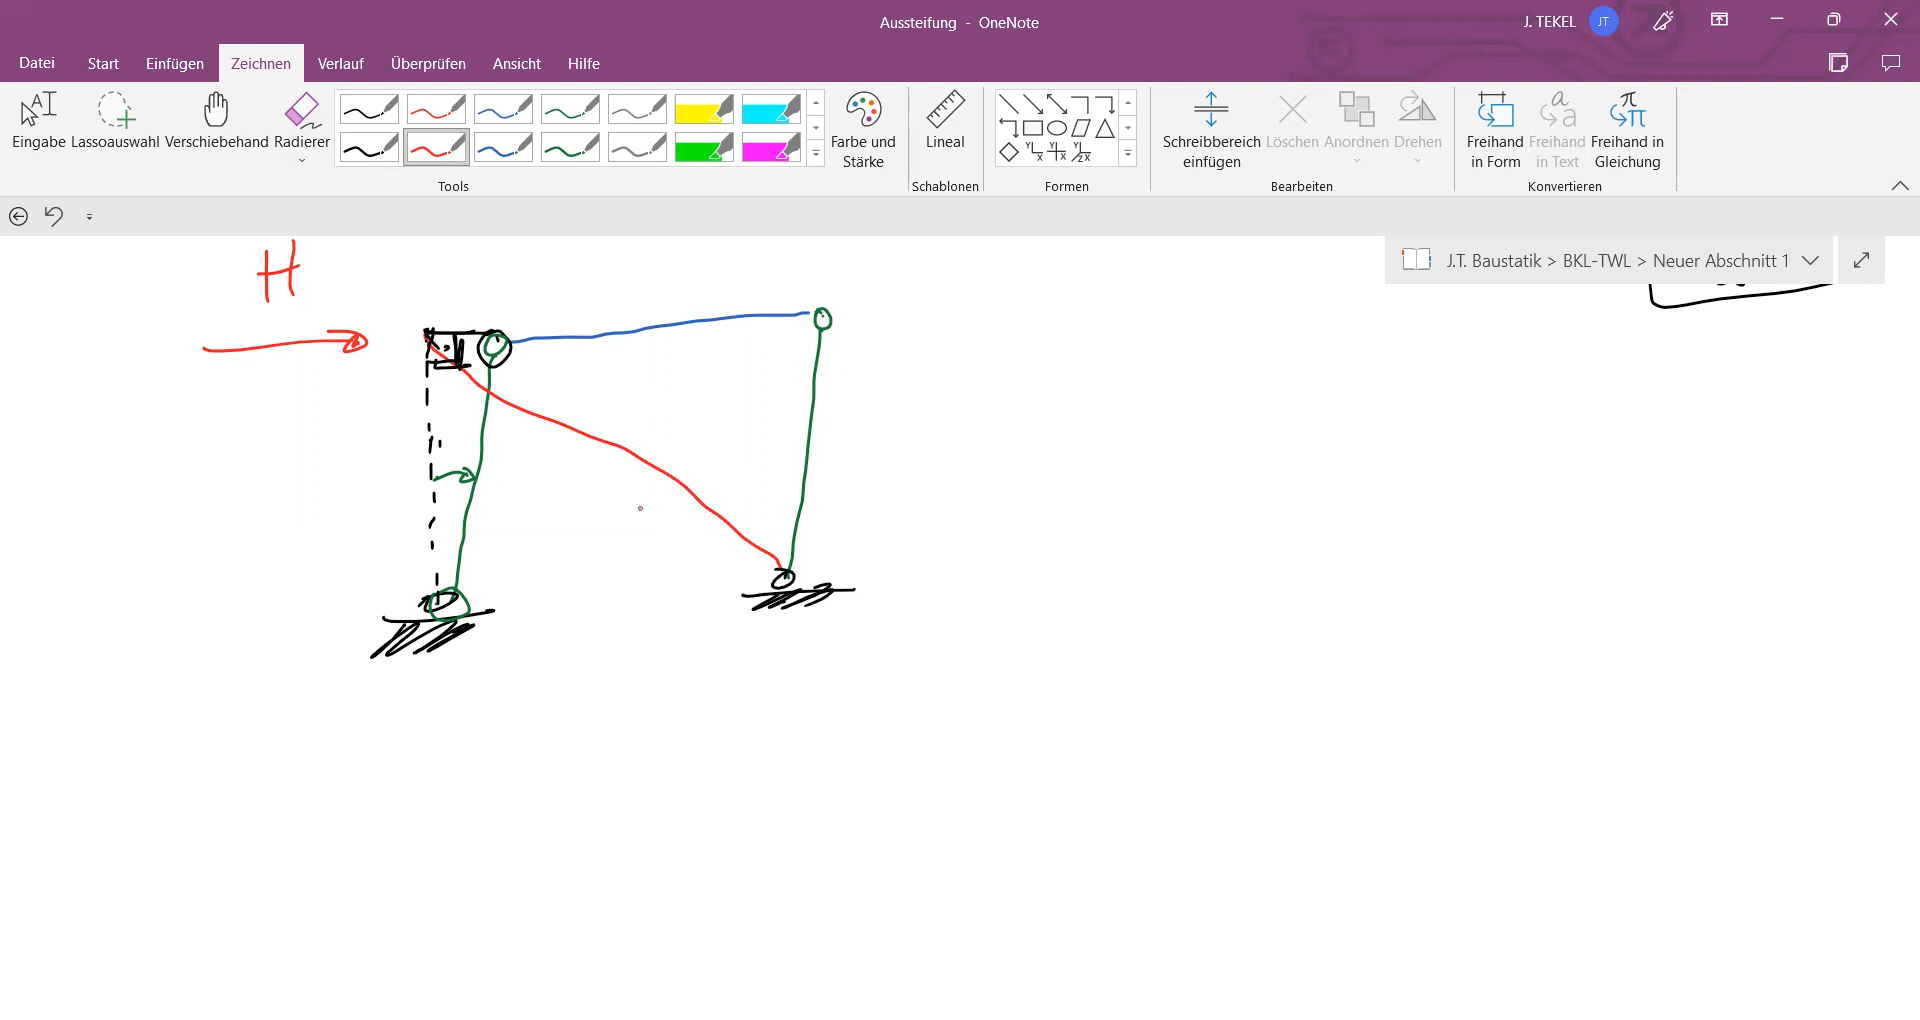 Aussteifung - OneNote
J. TEKEL
JT
Datei
Start
Einfügen
Zeichnen
Verlauf
Überprüfen
Ansicht
Hilfe
Eingabe
Lassoauswahl
Verschiebehand
Radierer
Farbe und
Stärke
Lineal
Schreibbereich
einfügen
Löschen
Anordnen
Drehen
Freihand
in Form
Freihand
in Text
Freihand in
Gleichung
Tools
Schablonen
Formen
Bearbeiten
Konvertieren
J.T. Baustatik > BKL-TWL > Neuer Abschnitt 1
H